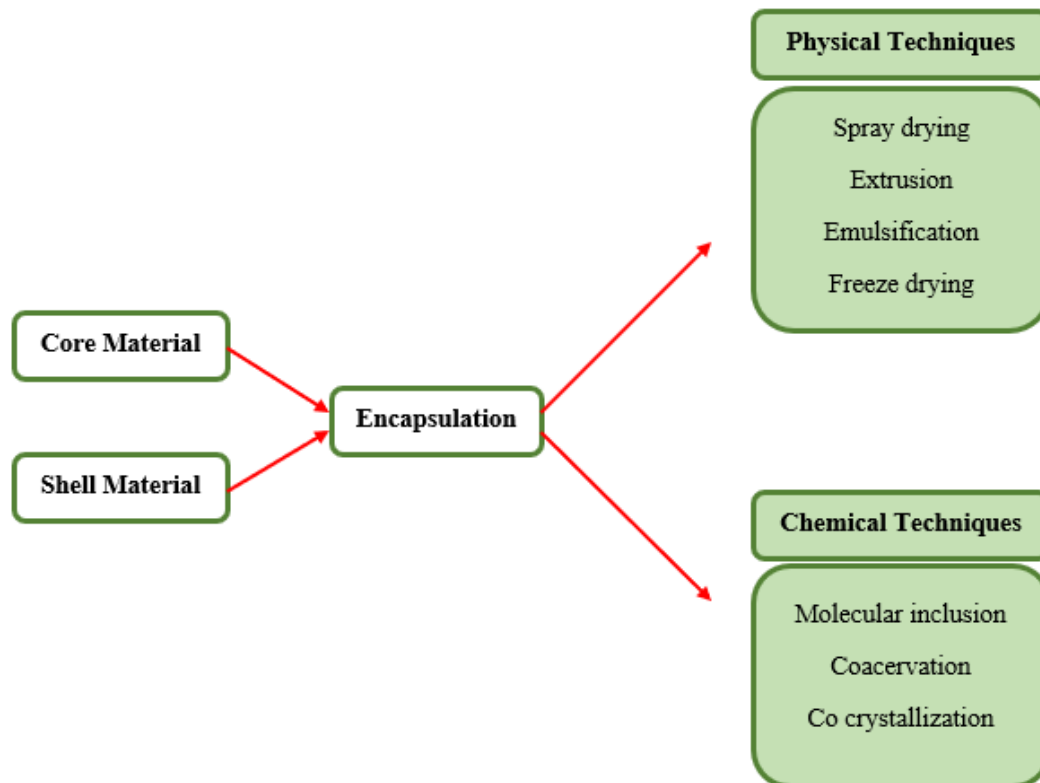 Physical Techniques
Spray drying
Extrusion
Emulsification
Freeze drying
Core Material
Encapsulation
Shell Material
Chemical Techniques
Molecular inclusion
Coacervation
Co crystallization